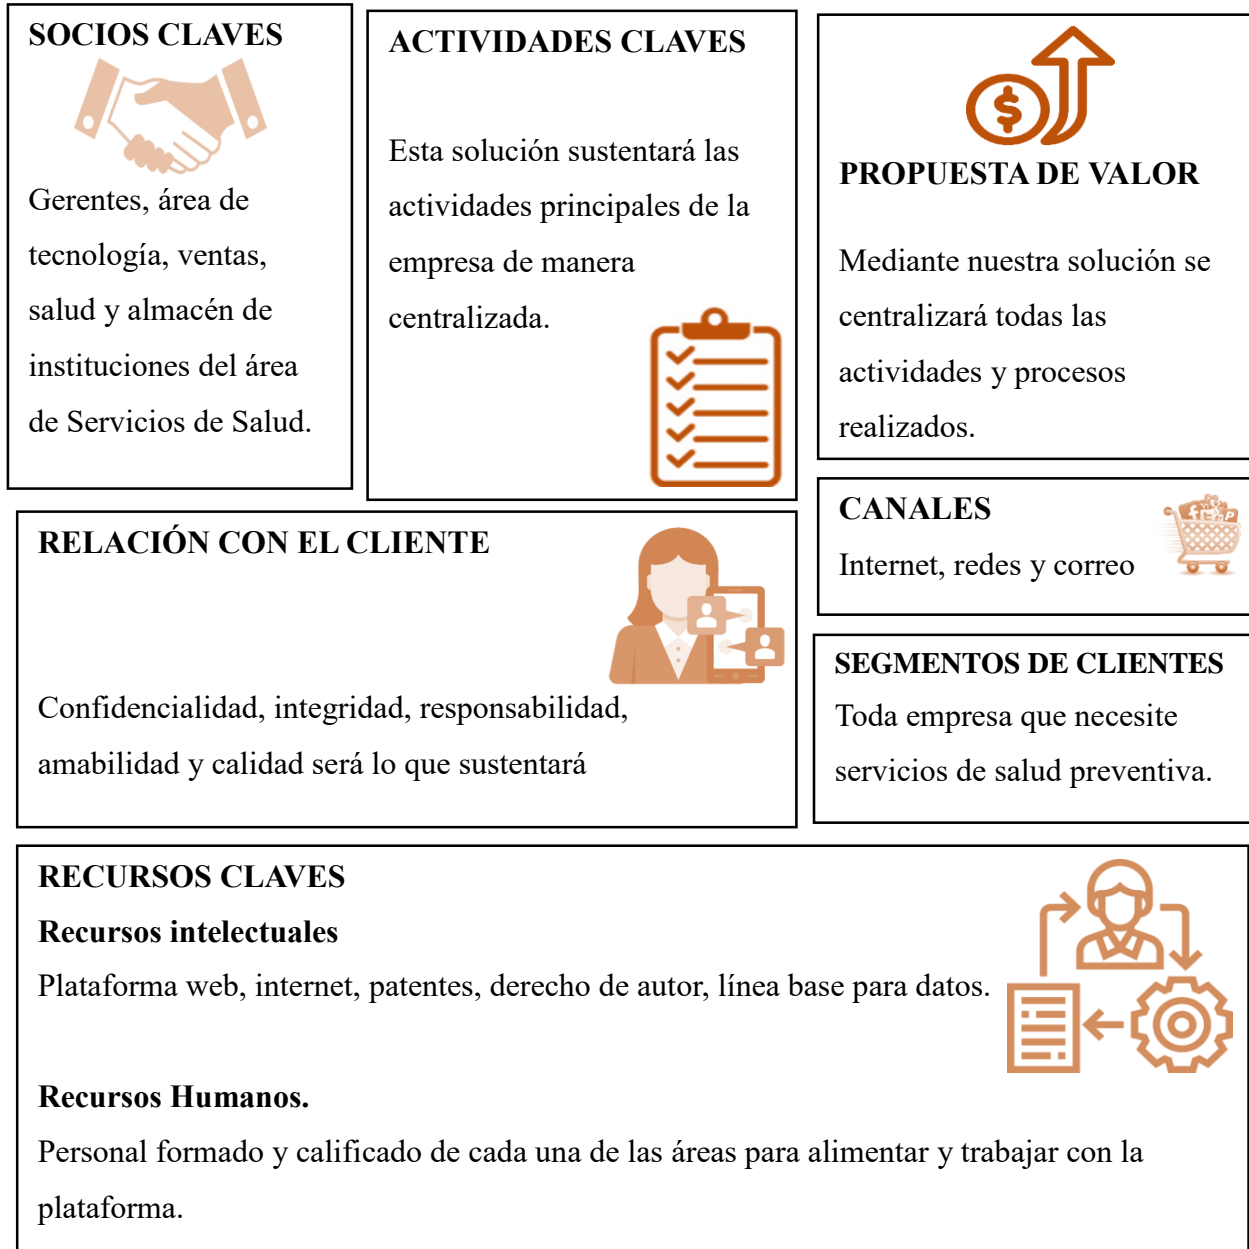 SOCIOS CLAVES
Gerentes, área de
tecnología, ventas,
salud y almacén de
instituciones del área
de Servicios de Salud.
ACTIVIDADES CLAVES
Esta solución sustentará las
actividades principales de la
empresa de manera
centralizada.
$
PROPUESTA DE VALOR
Mediante nuestra solución se
centralizará todas las
actividades y procesos
realizados.
RELACIÓN CON EL CLIENTE
Confidencialidad, integridad, responsabilidad,
amabilidad y calidad será lo que sustentará
CANALES
Internet, redes y correo
SEGMENTOS DE CLIENTES
Toda empresa que necesite
servicios de salud preventiva.
RECURSOS CLAVES
Recursos intelectuales
Plataforma web, internet, patentes, derecho de autor, línea base para datos.
Recursos Humanos.
Personal formado y calificado de cada una de las áreas para alimentar y trabajar con la
plataforma.